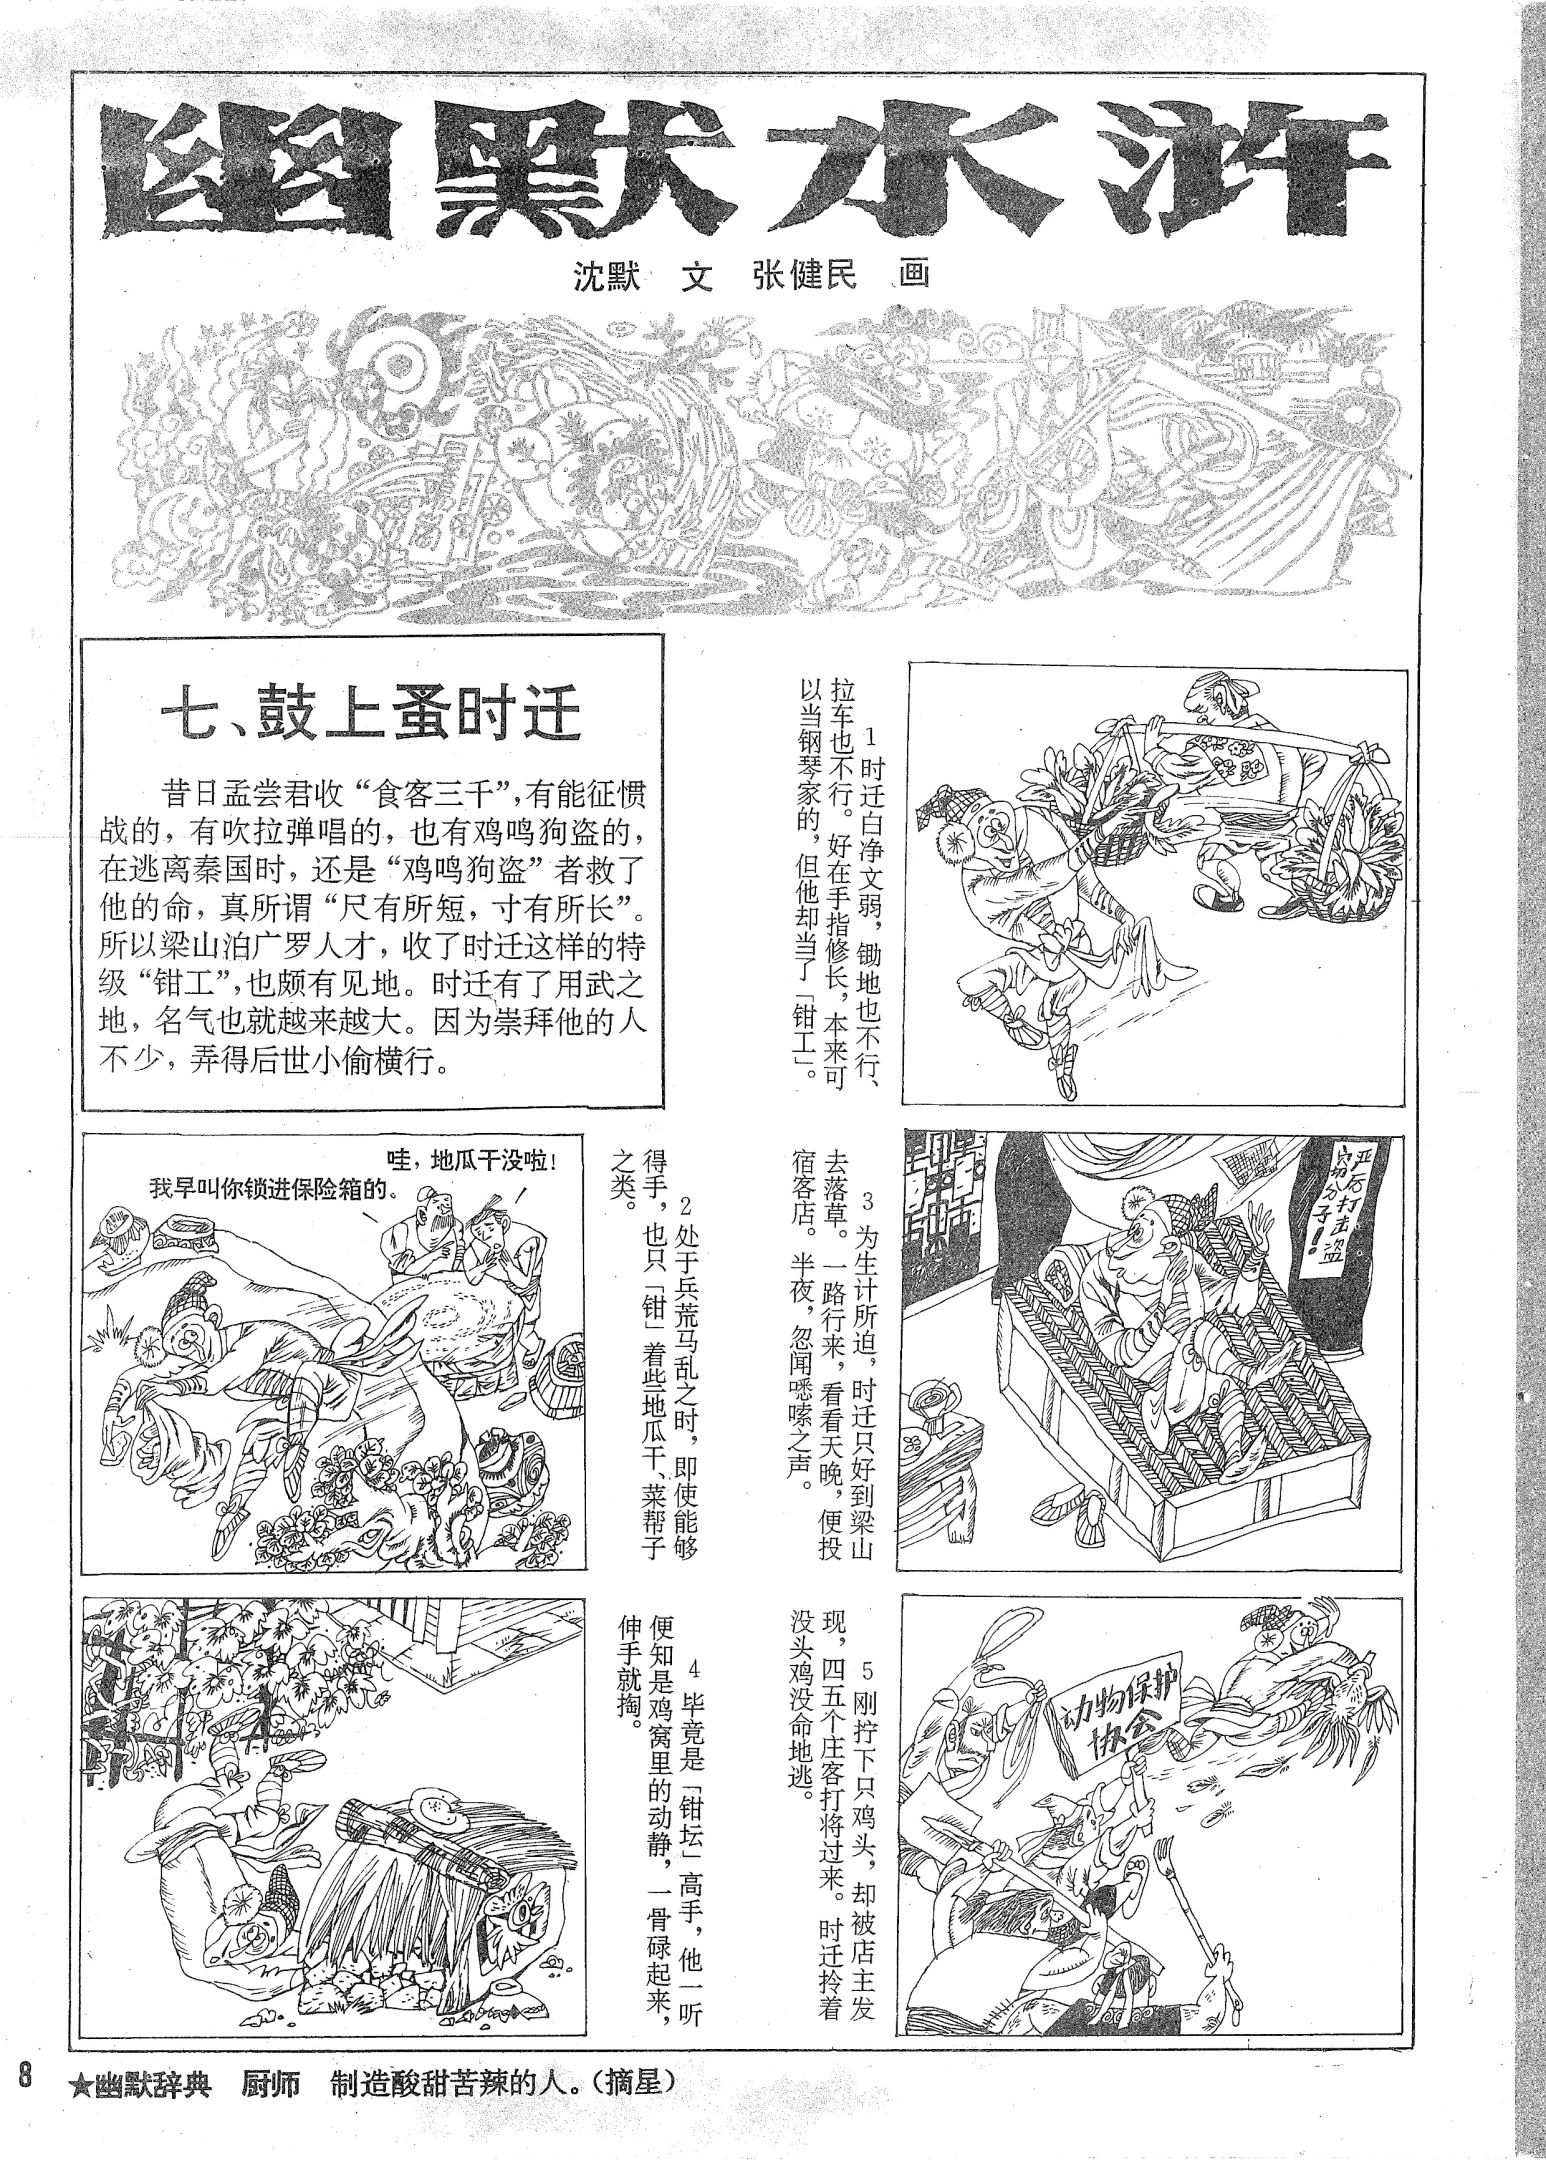 幽默水浒
沈默 文 张健民 画
七、鼓上蚤时迁
昔日孟尝君收“食客三千”，有能征惯
战的，有吹拉弹唱的，也有鸡鸣狗盗的，
在逃离秦国时，还是“鸡鸣狗盗”者救了
他的命，真所谓“尺有所短，寸有所长”。
所以梁山泊广罗人才，收了时迁这样的特
级“钳工”，也颇有见地。时迁有了用武之
地，名气也就越来越大。因为崇拜他的人
不少，弄得后世小偷横行。
1 时迁白净文弱，锄地也不行、
拉车也不行。好在手指修长，本来可
以当钢琴家的，但他却当了「钳工」。
哇，地瓜干没啦！
我早叫你锁进保险箱的。
2 处于兵荒马乱之时，即使能够
得手，也只「钳」着些地瓜干、菜帮子
之类。
3 为生计所迫，时迁只好到梁山
去落草。一路行来，看看天晚，便投
宿客店。半夜，忽闻噁嗦之声。
严厉打击盗
窃分子！
4 毕竟是「钳坛」高手，他一听
便知是鸡窝里的动静，一骨碌起来，
伸手就掏。
5 刚拧下只鸡头，却被店主发
现，四五个庄客打将过来。时迁拎着
没头鸡没命地逃。
动物保护
协会
8
★幽默辞典 厨师 制造酸甜苦辣的人。（摘星）